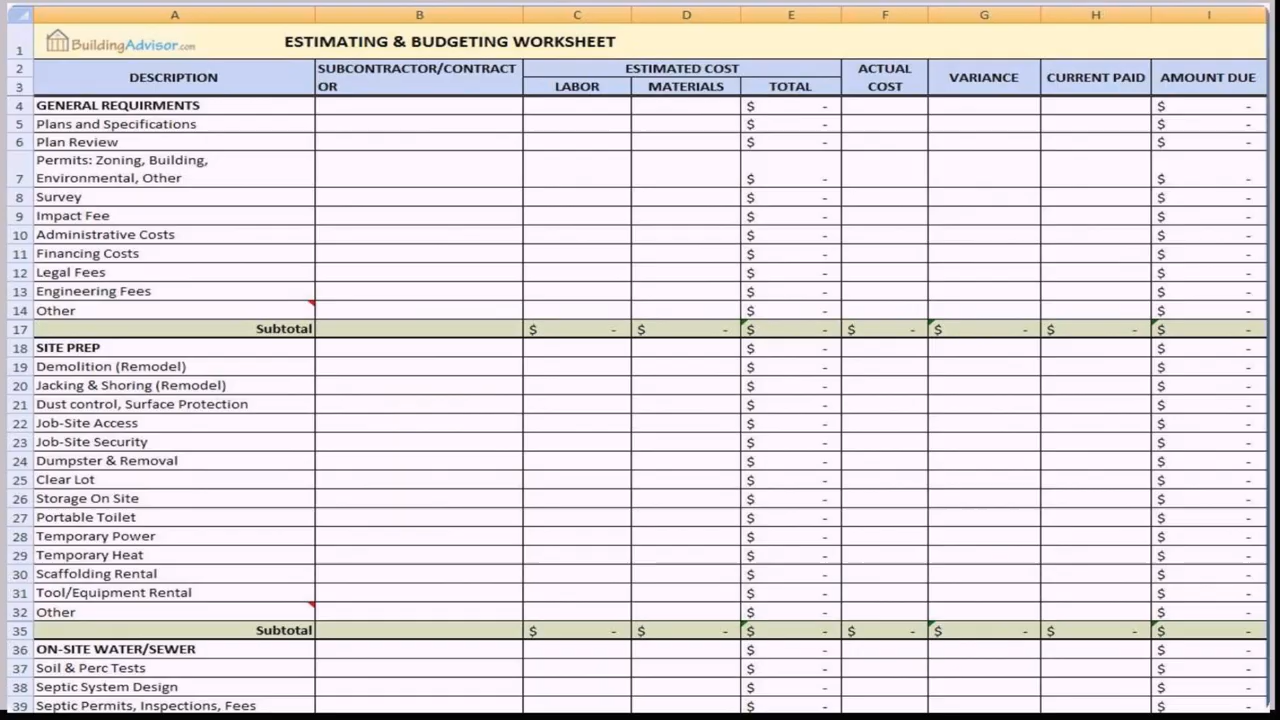 A B C D E F G H I
1 BuildingAdvisor.com ESTIMATING & BUDGETING WORKSHEET
2 SUBCONTRACTOR/CONTRACT ESTIMATED COST ACTUAL
DESCRIPTION VARIANCE CURRENT PAID AMOUNT DUE
3 OR LABOR MATERIALS TOTAL COST
4 GENERAL REQUIRMENTS $ - $ -
5 Plans and Specifications $ - $ -
6 Plan Review $ - $ -
Permits: Zoning, Building,
7 Environmental, Other $ - $ -
8 Survey $ - $ -
9 Impact Fee $ - $ -
10 Administrative Costs $ - $ -
11 Financing Costs $ - $ -
12 Legal Fees $ - $ -
13 Engineering Fees $ - $ -
14 Other $ - $ -
17 Subtotal $ - $ - $ - $ - $ - $ - $ -
18 SITE PREP $ - $ -
19 Demolition (Remodel) $ - $ -
20 Jacking & Shoring (Remodel) $ - $ -
21 Dust control, Surface Protection $ - $ -
22 Job-Site Access $ - $ -
23 Job-Site Security $ - $ -
24 Dumpster & Removal $ - $ -
25 Clear Lot $ - $ -
26 Storage On Site $ - $ -
27 Portable Toilet $ - $ -
28 Temporary Power $ - $ -
29 Temporary Heat $ - $ -
30 Scaffolding Rental $ - $ -
31 Tool/Equipment Rental $ - $ -
32 Other $ - $ -
35 Subtotal $ - $ - $ - $ - $ - $ - $ -
36 ON-SITE WATER/SEWER $ - $ -
37 Soil & Perc Tests $ - $ -
38 Septic System Design $ - $ -
39 Septic Permits, Inspections, Fees $ - $ -